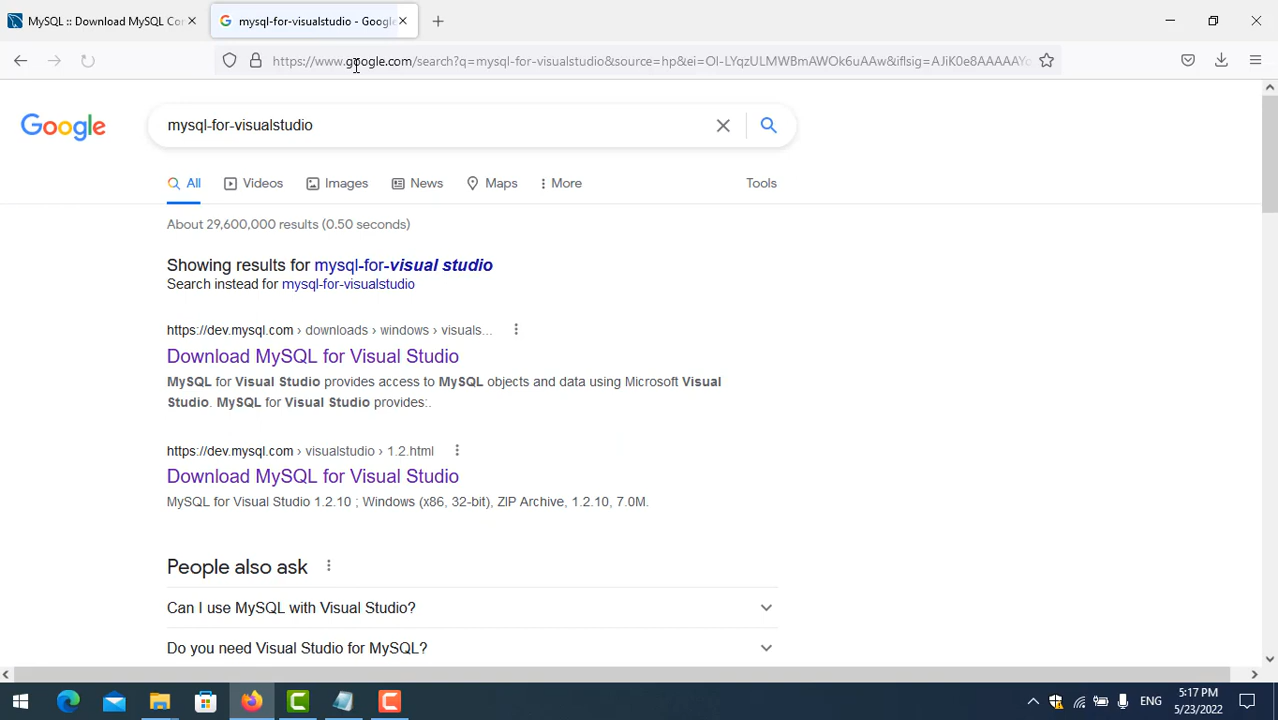 MySQL :: Download MySQL Con
mysql-for-visualstudio - Google
https://www.google.com/search?q=mysql-for-visualstudio&source=hp&ei=OI-LYqzULMWBmAWOk6uAAw&iflsig=AJiK0e8AAAAAYo
Google
mysql-for-visualstudio
All
Videos
Images
News
Maps
More
Tools
About 29,600,000 results (0.50 seconds)
Showing results for mysql-for-visual studio
Search instead for mysql-for-visualstudio
https://dev.mysql.com › downloads › windows › visuals...
Download MySQL for Visual Studio
MySQL for Visual Studio provides access to MySQL objects and data using Microsoft Visual
Studio. MySQL for Visual Studio provides:.
https://dev.mysql.com › visualstudio › 1.2.html
Download MySQL for Visual Studio
MySQL for Visual Studio 1.2.10 ; Windows (x86, 32-bit), ZIP Archive, 1.2.10, 7.0M.
People also ask
Can I use MySQL with Visual Studio?
Do you need Visual Studio for MySQL?
ENG
5:17 PM
5/23/2022